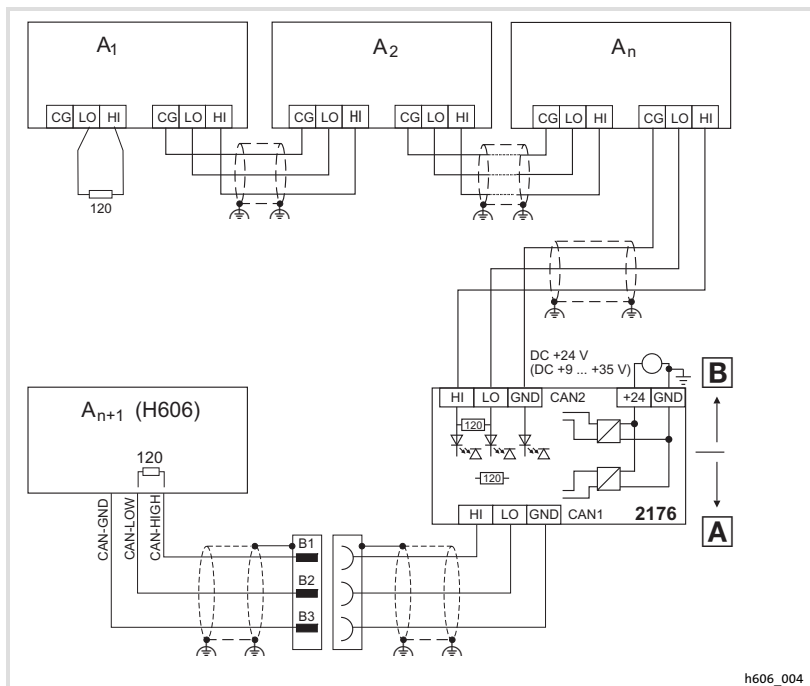 A1
A2
An
CG LO HI
CG LO HI
CG LO HI
CG LO HI
CG LO HI
CG LO HI
120
DC +24 V
(DC +9 ... +35 V)
B
HI LO GND CAN2 +24 GND
120
120
HI LO GND CAN1 2176
A
An+1 (H606)
120
CAN-GND
CAN-LOW
CAN-HIGH
B1
B2
B3
h606_004